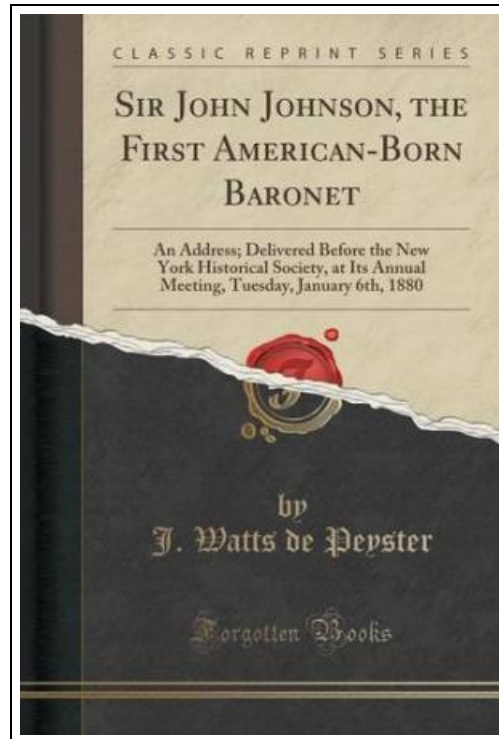 CLASSIC REPRINT SERIES
SIR JOHN JOHNSON, THE
FIRST AMERICAN-BORN
BARONET
An Address; Delivered Before the New
York Historical Society, at Its Annual
Meeting, Tuesday, January 6th, 1880
by
J. Watts de Peyster
Forgotten Books